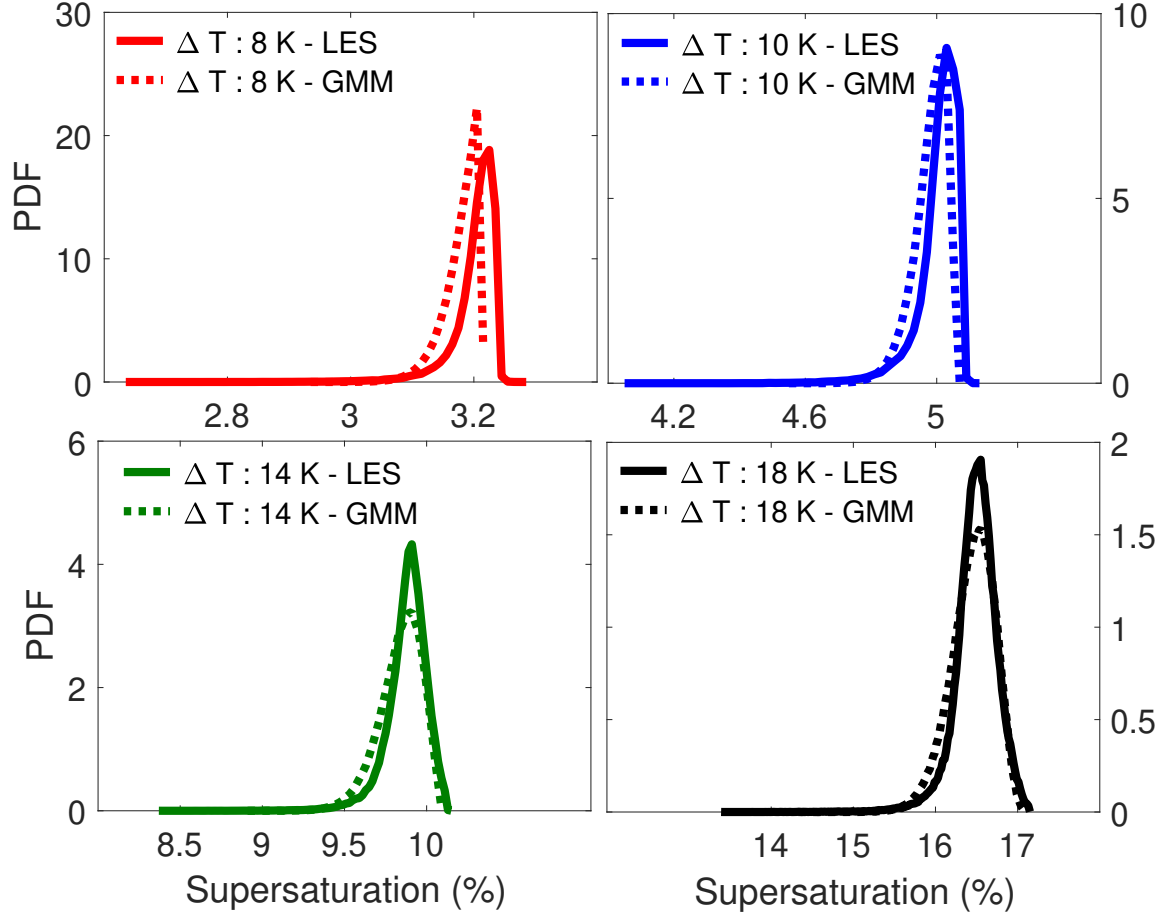 30
Δ T : 8 K - LES
Δ T : 8 K - GMM
20
10
0
PDF
2.8
3
3.2
10
Δ T : 10 K - LES
Δ T : 10 K - GMM
5
0
4.2
4.6
5
6
Δ T : 14 K - LES
Δ T : 14 K - GMM
4
2
0
PDF
8.5
9
9.5
10
Supersaturation (%)
2
Δ T : 18 K - LES
Δ T : 18 K - GMM
1.5
1
0.5
0
14
15
16
17
Supersaturation (%)